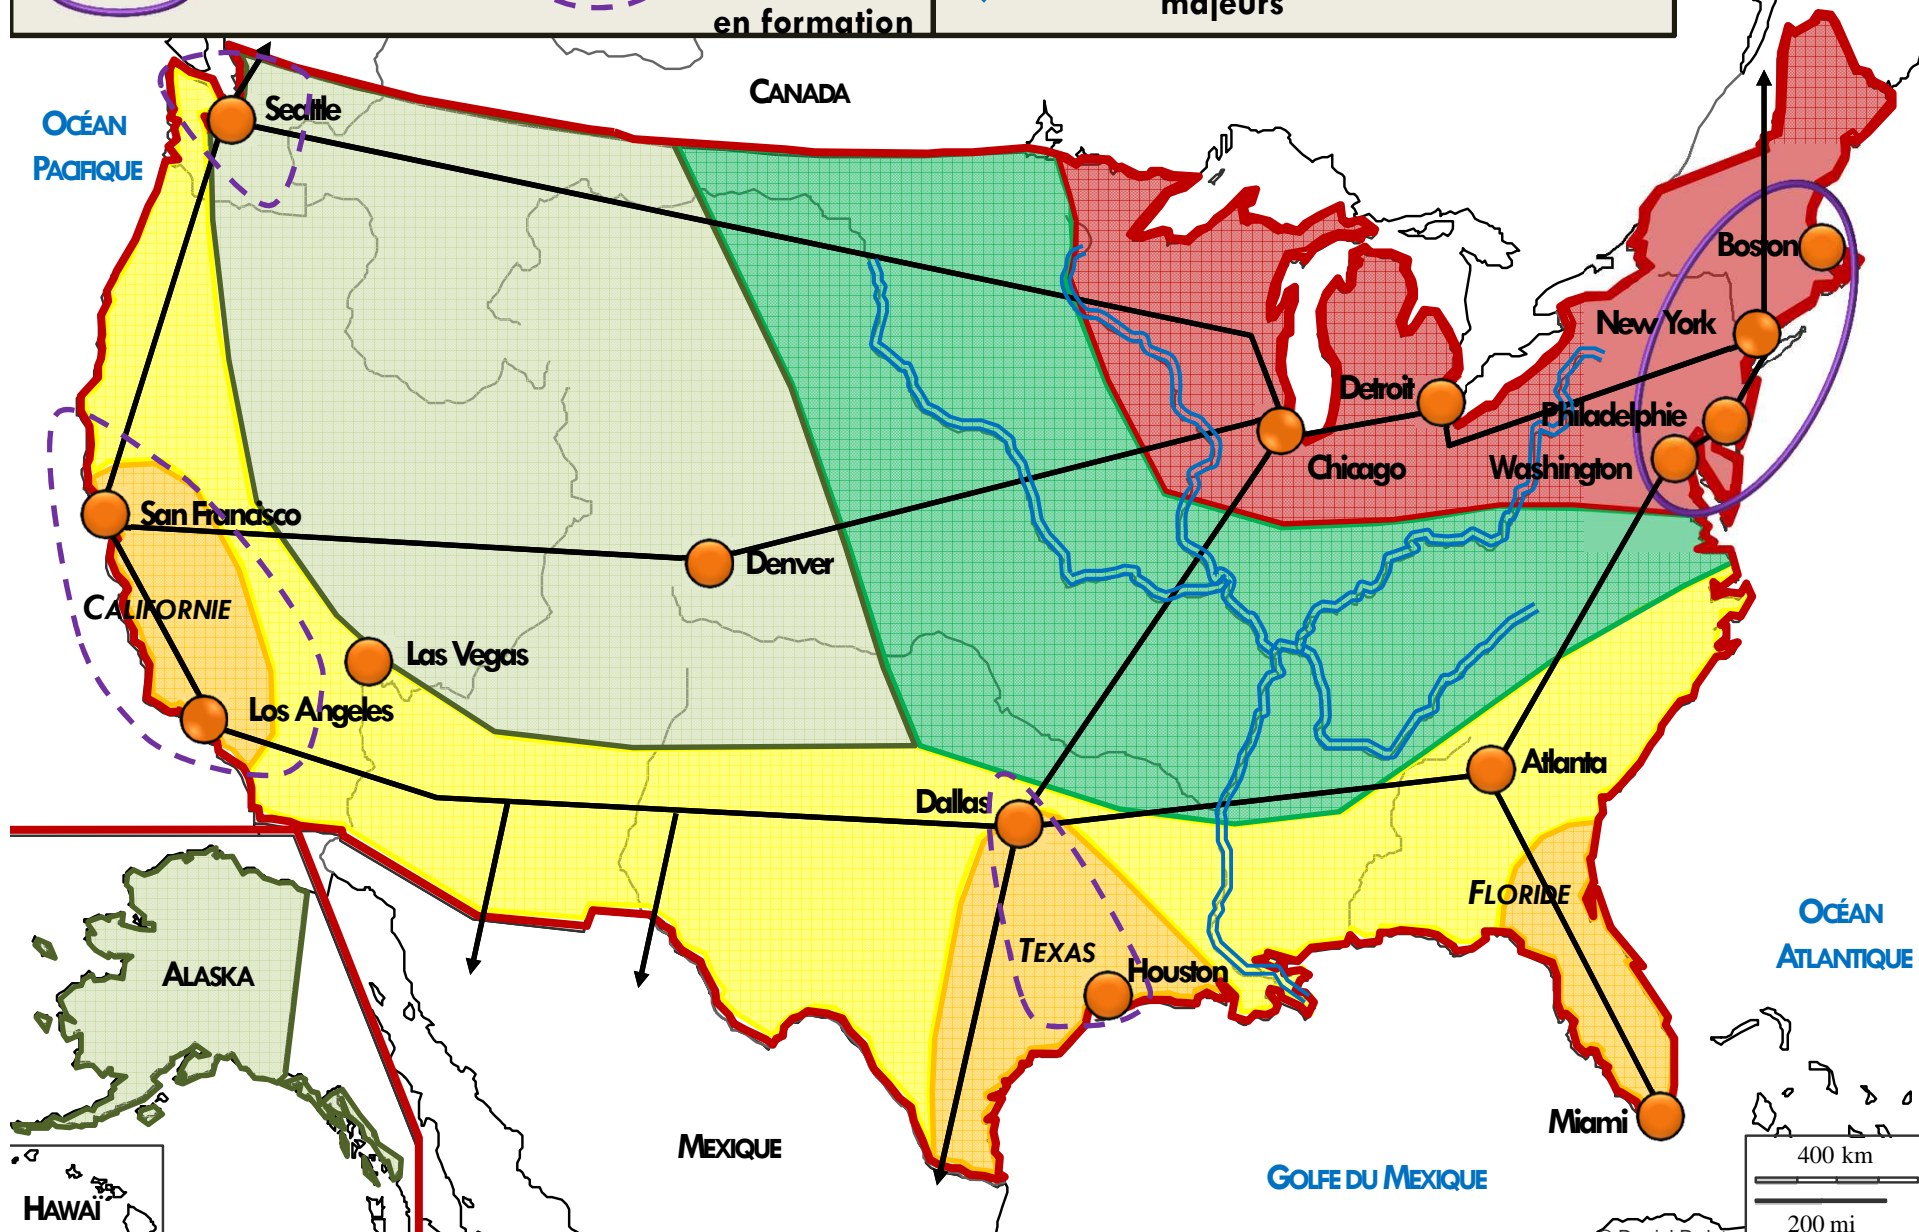 majeurs
en formation
CANADA
OCÉAN
PACIFIQUE
Seattle
Boston
New York
Detroit
Philadelphie
Chicago
Washington
San Francisco
Denver
CALIFORNIE
Las Vegas
Los Angeles
Dallas
Atlanta
FLORIDE
OCÉAN
ATLANTIQUE
TEXAS
Houston
ALASKA
Miami
MEXIQUE
GOLFE DU MEXIQUE
400 km
HAWAÏ
200 mi